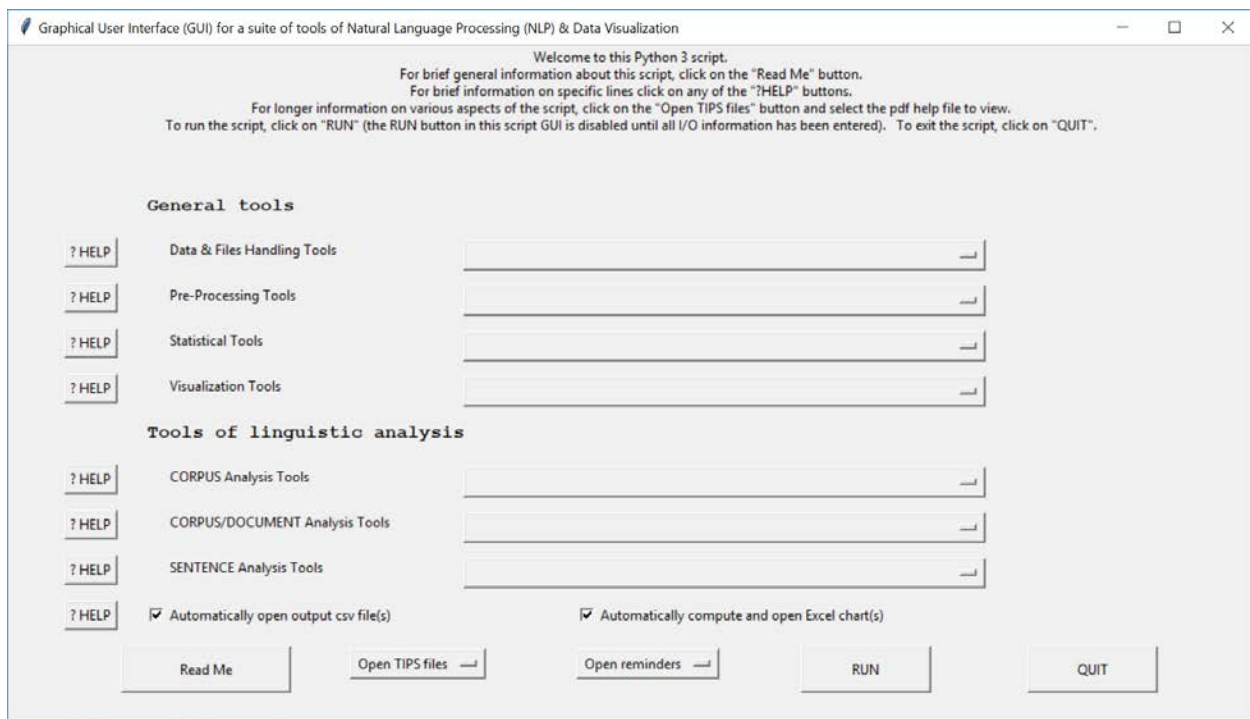 Graphical User Interface (GUI) for a suite of tools of Natural Language Processing (NLP) & Data Visualization
Welcome to this Python 3 script.
For brief general information about this script, click on the "Read Me" button.
For brief information on specific lines click on any of the "?HELP" buttons.
For longer information on various aspects of the script, click on the "Open TIPS files" button and select the pdf help file to view.
To run the script, click on "RUN" (the RUN button in this script GUI is disabled until all I/O information has been entered). To exit the script, click on "QUIT".
General tools
? HELP Data & Files Handling Tools
? HELP Pre-Processing Tools
? HELP Statistical Tools
? HELP Visualization Tools
Tools of linguistic analysis
? HELP CORPUS Analysis Tools
? HELP CORPUS/DOCUMENT Analysis Tools
? HELP SENTENCE Analysis Tools
? HELP Automatically open output csv file(s) Automatically compute and open Excel chart(s)
Read Me Open TIPS files Open reminders RUN QUIT